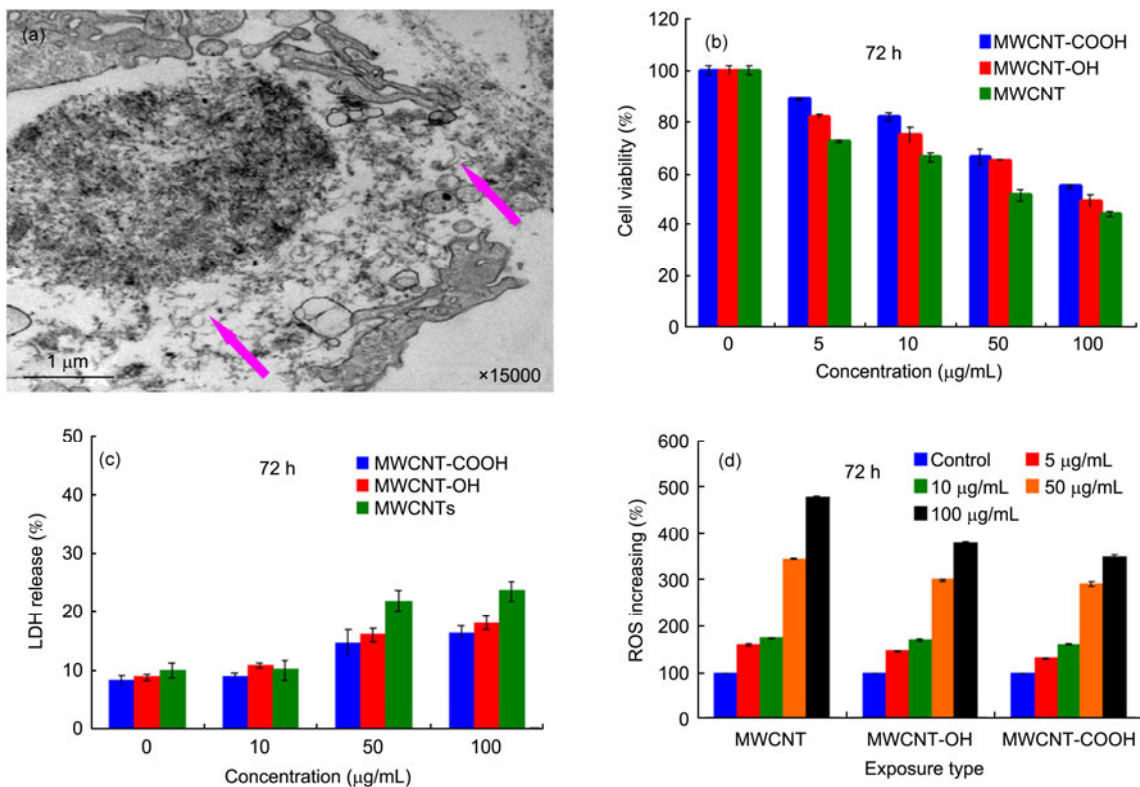 (a)
1 μm
×15000
(b)
72 h
MWCNT-COOH
MWCNT-OH
MWCNT
Cell viability (%)
120
100
80
60
40
20
0
0 5 10 50 100
Concentration (μg/mL)
(c)
72 h
MWCNT-COOH
MWCNT-OH
MWCNTs
LDH release (%)
50
40
30
20
10
0
0 10 50 100
Concentration (μg/mL)
(d)
72 h
Control 5 μg/mL
10 μg/mL 50 μg/mL
100 μg/mL
ROS increasing (%)
600
500
400
300
200
150
100
0
MWCNT MWCNT-OH MWCNT-COOH
Exposure type